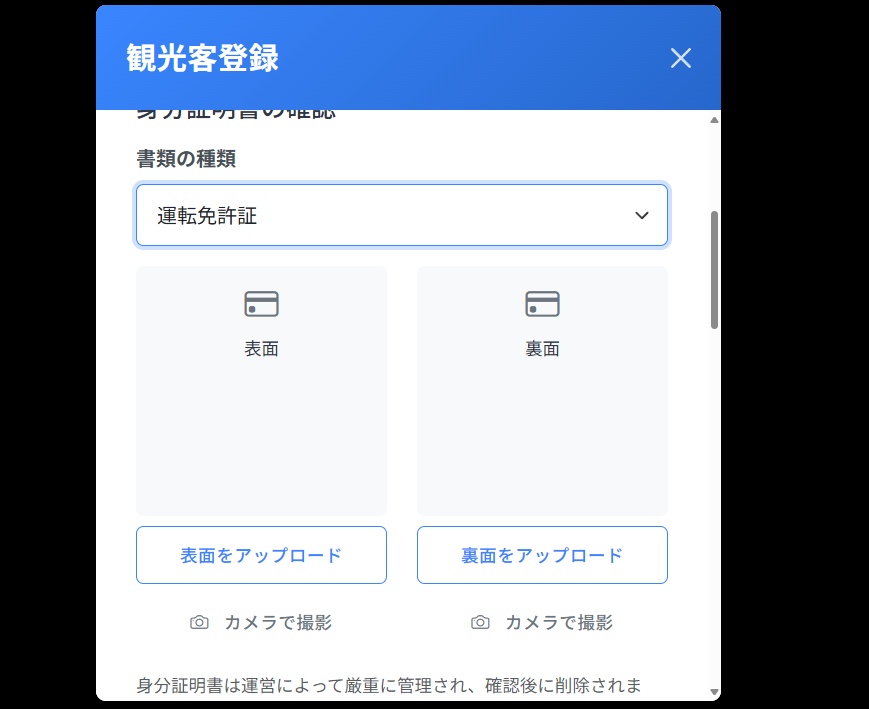 観光客登録
身分証明書の確認
書類の種類
運転免許証
表面
裏面
表面をアップロード
裏面をアップロード
カメラで撮影
カメラで撮影
身分証明書は運営によって厳重に管理され、確認後に削除されま